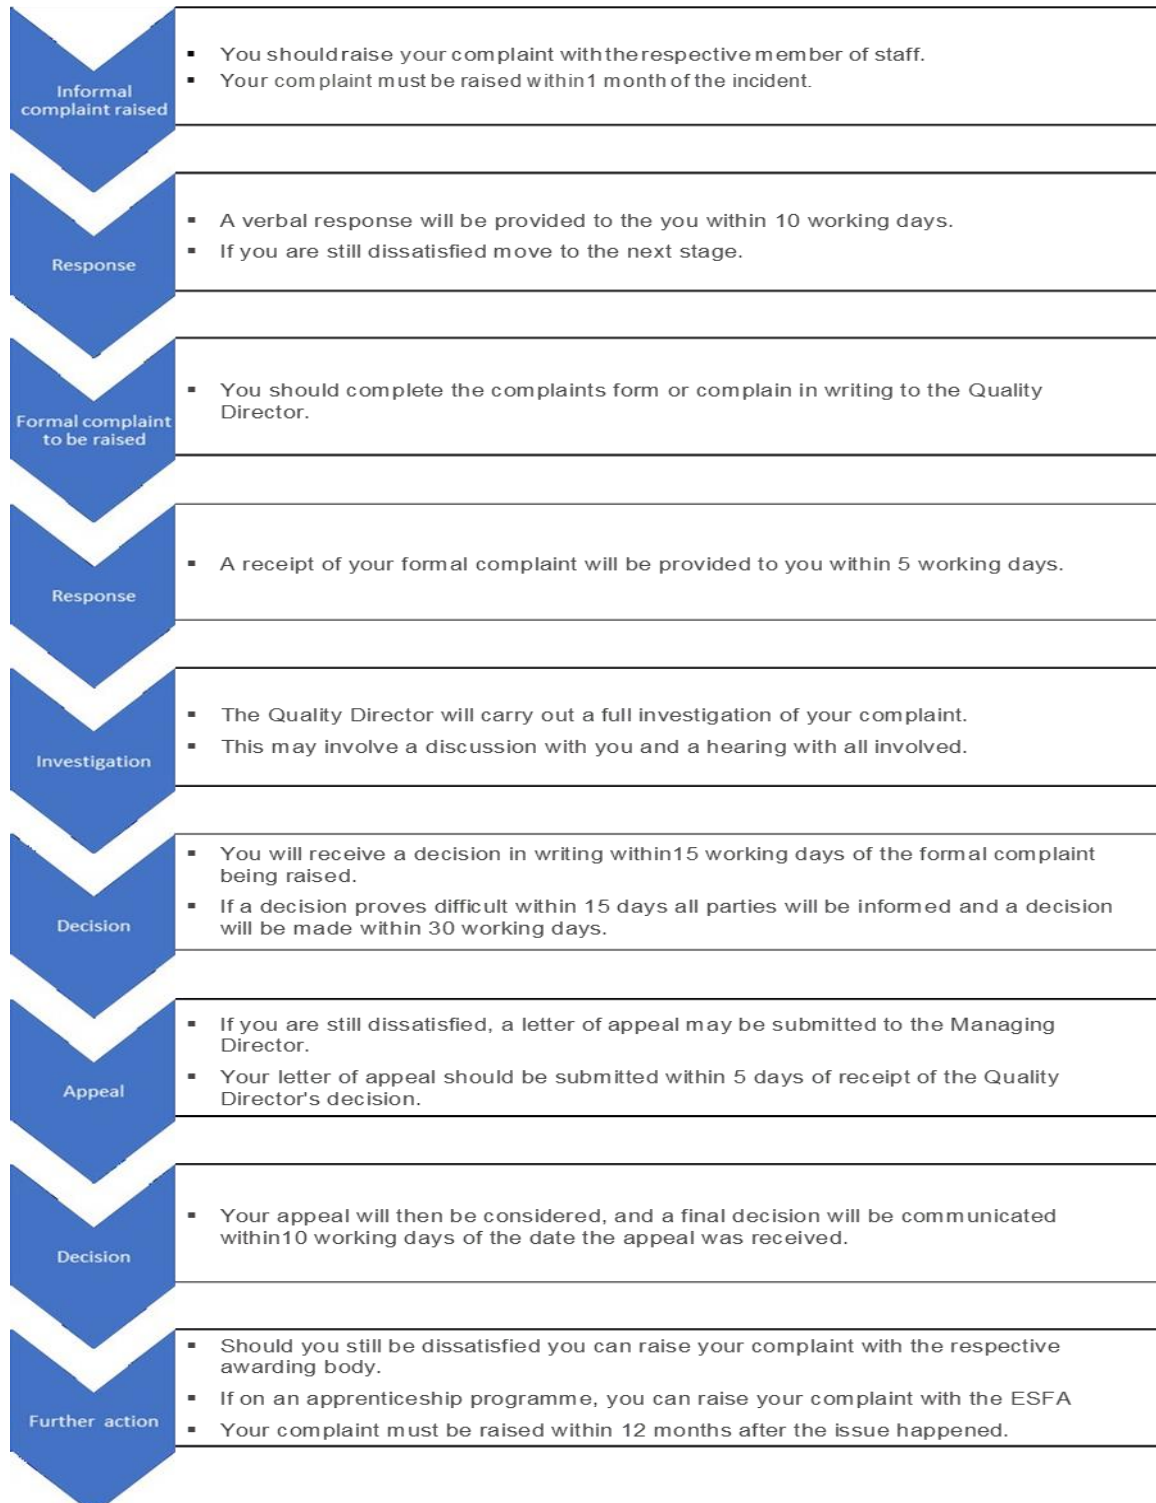 Informal
complaint raised
▪ You should raise your complaint with the respective member of staff.
▪ Your complaint must be raised within 1 month of the incident.
Response
▪ A verbal response will be provided to the you within 10 working days.
▪ If you are still dissatisfied move to the next stage.
Formal complaint
to be raised
▪ You should complete the complaints form or complain in writing to the Quality
Director.
Response
▪ A receipt of your formal complaint will be provided to you within 5 working days.
Investigation
▪ The Quality Director will carry out a full investigation of your complaint.
▪ This may involve a discussion with you and a hearing with all involved.
Decision
▪ You will receive a decision in writing within15 working days of the formal complaint
being raised.
▪ If a decision proves difficult within 15 days all parties will be informed and a decision
will be made within 30 working days.
Appeal
▪ If you are still dissatisfied, a letter of appeal may be submitted to the Managing
Director.
▪ Your letter of appeal should be submitted within 5 days of receipt of the Quality
Director's decision.
Decision
▪ Your appeal will then be considered, and a final decision will be communicated
within10 working days of the date the appeal was received.
Further action
▪ Should you still be dissatisfied you can raise your complaint with the respective
awarding body.
▪ If on an apprenticeship programme, you can raise your complaint with the ESFA
▪ Your complaint must be raised within 12 months after the issue happened.